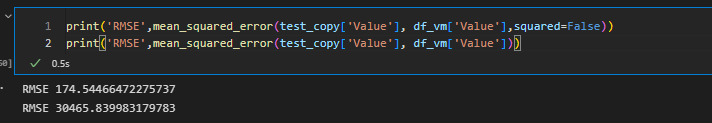 1 print('RMSE',mean_squared_error(test_copy['Value'], df_vm['Value'],squared=False))
2 print('RMSE',mean_squared_error(test_copy['Value'], df_vm['Value']))
0.5s
RMSE 174.54466472275737
RMSE 30465.839983179783